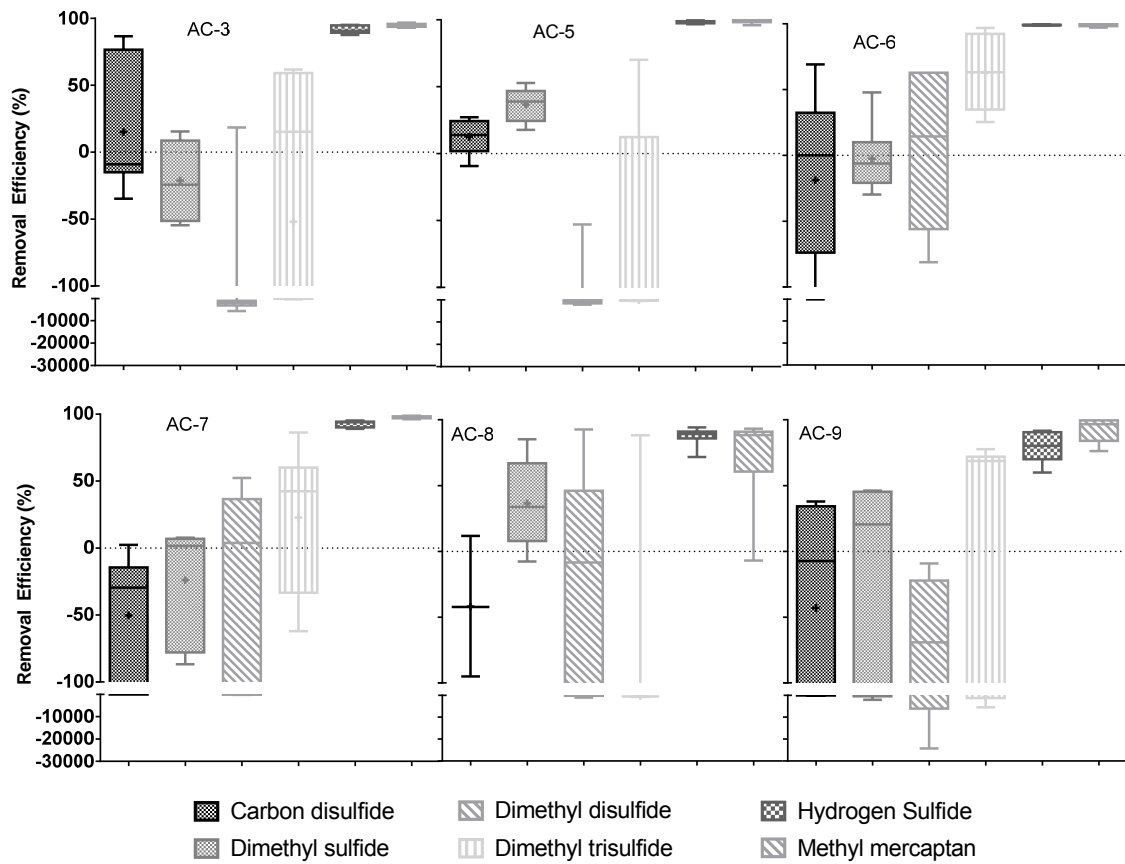 AC-3
AC-5
AC-6
Removal Efficiency (%)
100
50
0
-50
-100
-10000
-20000
-30000
AC-7
AC-8
AC-9
Removal Efficiency (%)
100
50
0
-50
-100
-10000
-20000
-30000
Carbon disulfide
Dimethyl disulfide
Hydrogen Sulfide
Dimethyl sulfide
Dimethyl trisulfide
Methyl mercaptan